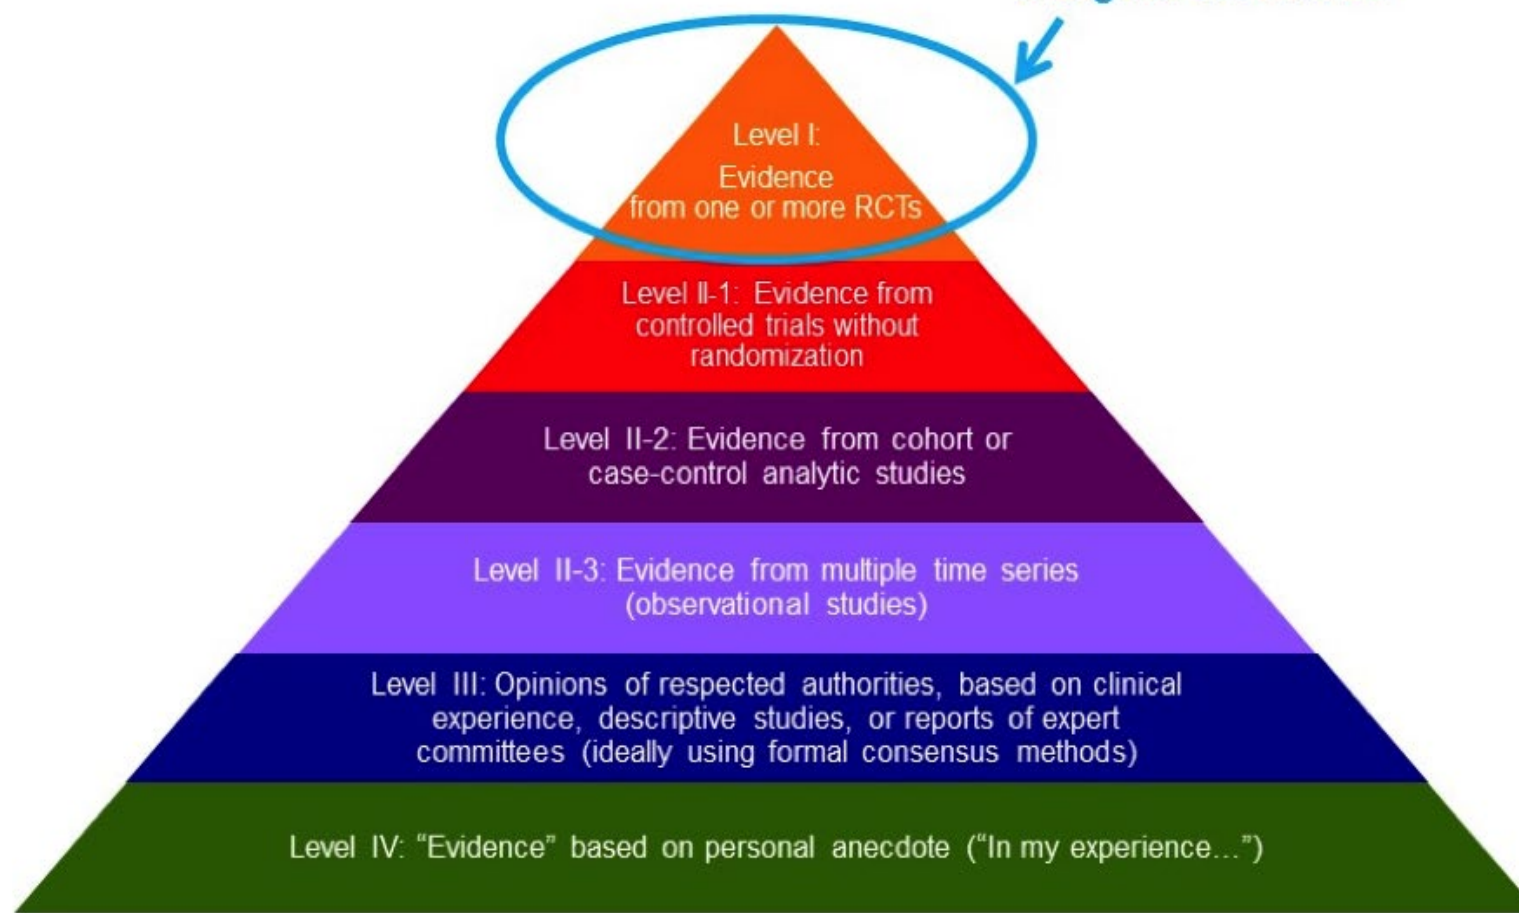 Level I:
Evidence
from one or more RCTs
Level II-1: Evidence from
controlled trials without
randomization
Level II-2: Evidence from cohort or
case-control analytic studies
Level II-3: Evidence from multiple time series
(observational studies)
Level III: Opinions of respected authorities, based on clinical
experience, descriptive studies, or reports of expert
committees (ideally using formal consensus methods)
Level IV: “Evidence” based on personal anecdote (“In my experience…”)